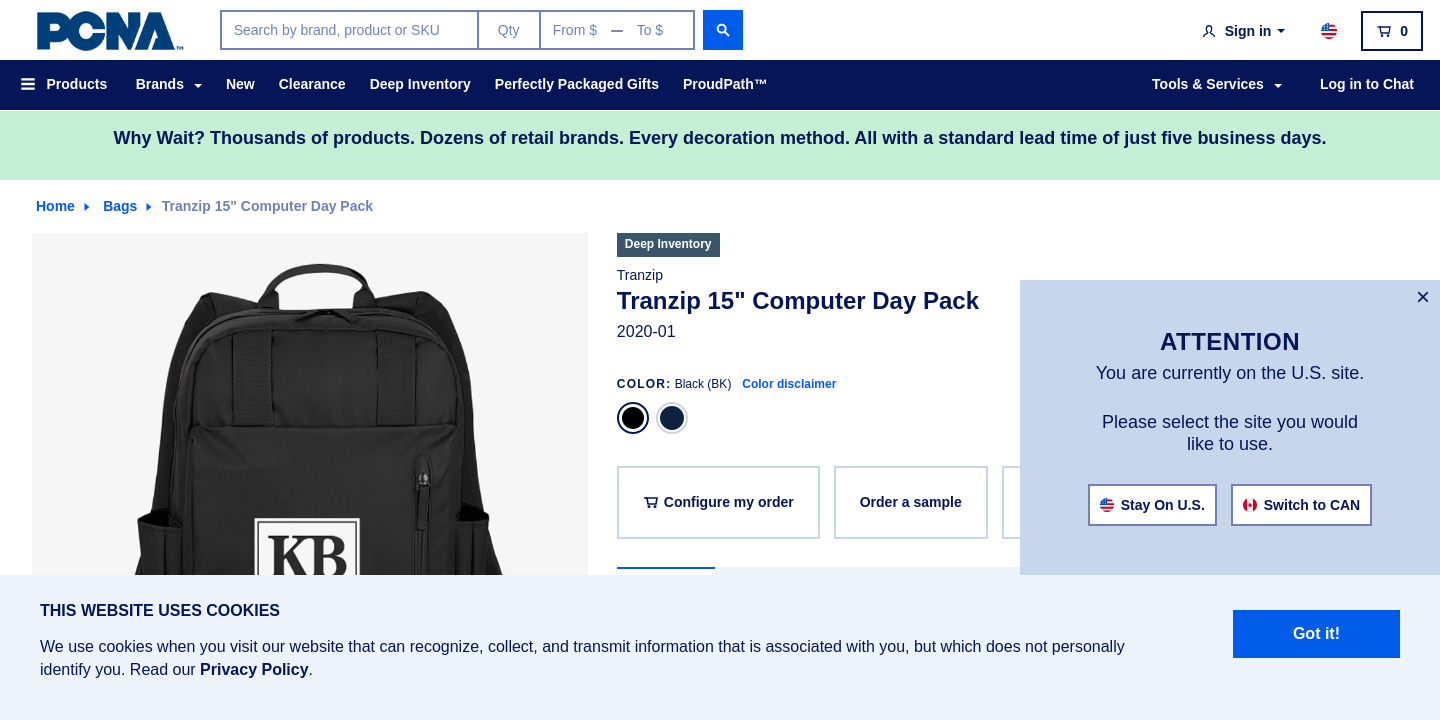 PCNA™
Search by brand, product or SKU
Qty
From $ — To $
Sign in
0
Products
Brands
New
Clearance
Deep Inventory
Perfectly Packaged Gifts
ProudPath™
Tools & Services
Log in to Chat
Why Wait? Thousands of products. Dozens of retail brands. Every decoration method. All with a standard lead time of just five business days.
Home
Bags
Tranzip 15" Computer Day Pack
Deep Inventory
Tranzip
Tranzip 15" Computer Day Pack
2020-01
COLOR: Black (BK) Color disclaimer
Configure my order
Order a sample
KB
×
ATTENTION
You are currently on the U.S. site.
Please select the site you would
like to use.
Stay On U.S.
Switch to CAN
THIS WEBSITE USES COOKIES
We use cookies when you visit our website that can recognize, collect, and transmit information that is associated with you, but which does not personally
identify you. Read our Privacy Policy.
Got it!